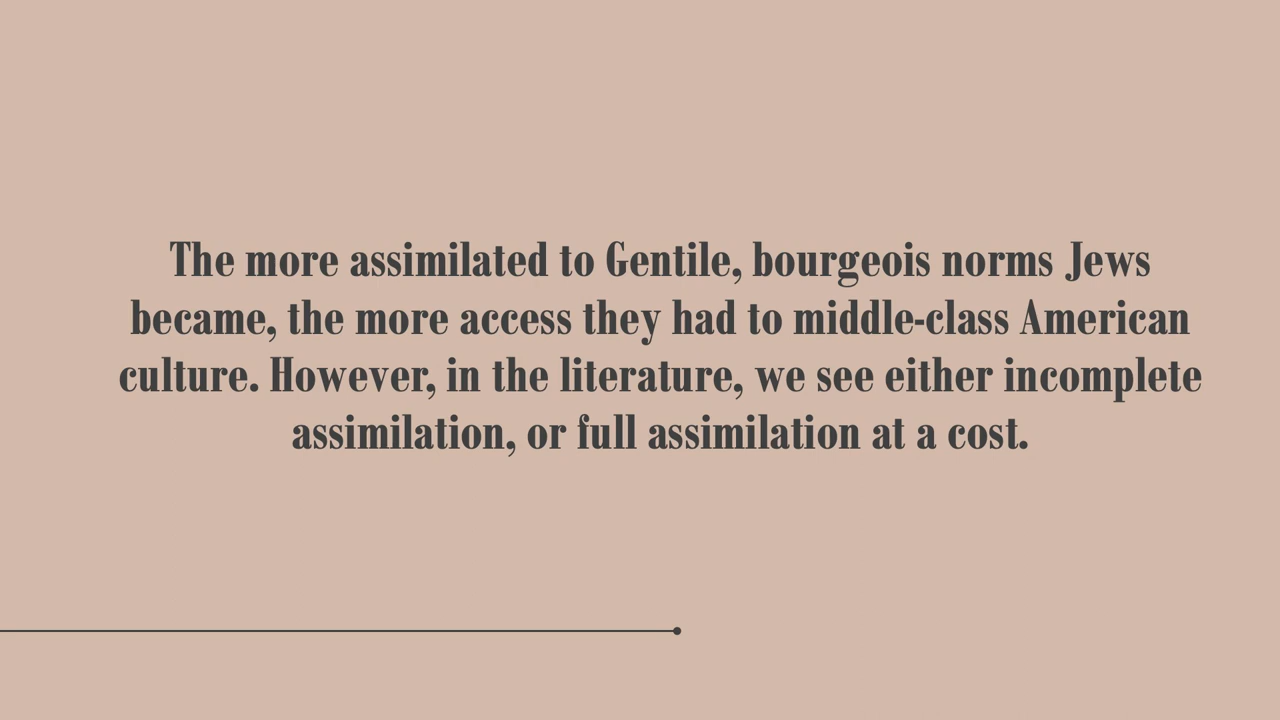 The more assimilated to Gentile, bourgeois norms Jews
became, the more access they had to middle-class American
culture. However, in the literature, we see either incomplete
assimilation, or full assimilation at a cost.